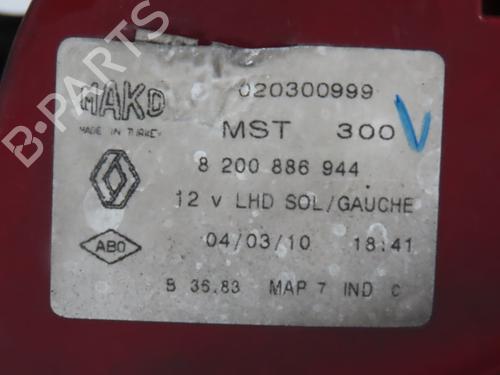 MAKO 020300999
MADE IN TURKEY MST 300 V
8 200 886 944
12 v LHD SOL/GAUCHE
ABO 04/03/10 18:41
B 36.83 MAP 7 IND C
B-PARTS